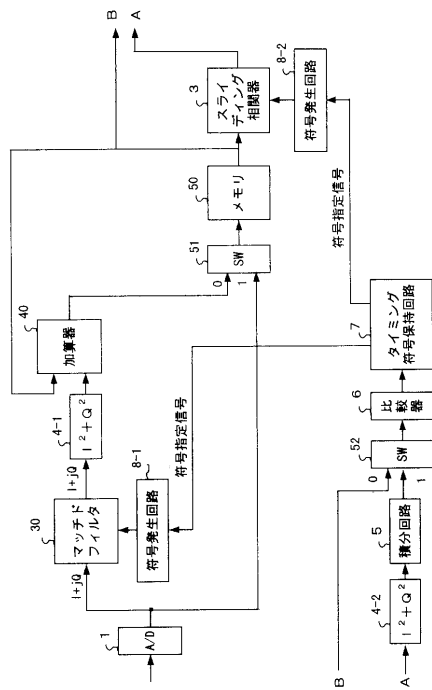 1
A/D
I+jQ
30
マッチド
フィルタ
I+jQ
4-1
I²+Q²
40
加算器
8-1
符号発生回路
符号指定信号
0
1
51
SW
50
メモリ
3
スライ
ディング
相関器
8-2
符号発生回路
符号指定信号
B
A
B
A
4-2
I²+Q²
5
積分回路
0
1
52
SW
6
比較
器
7
タイミング
符号保持回路